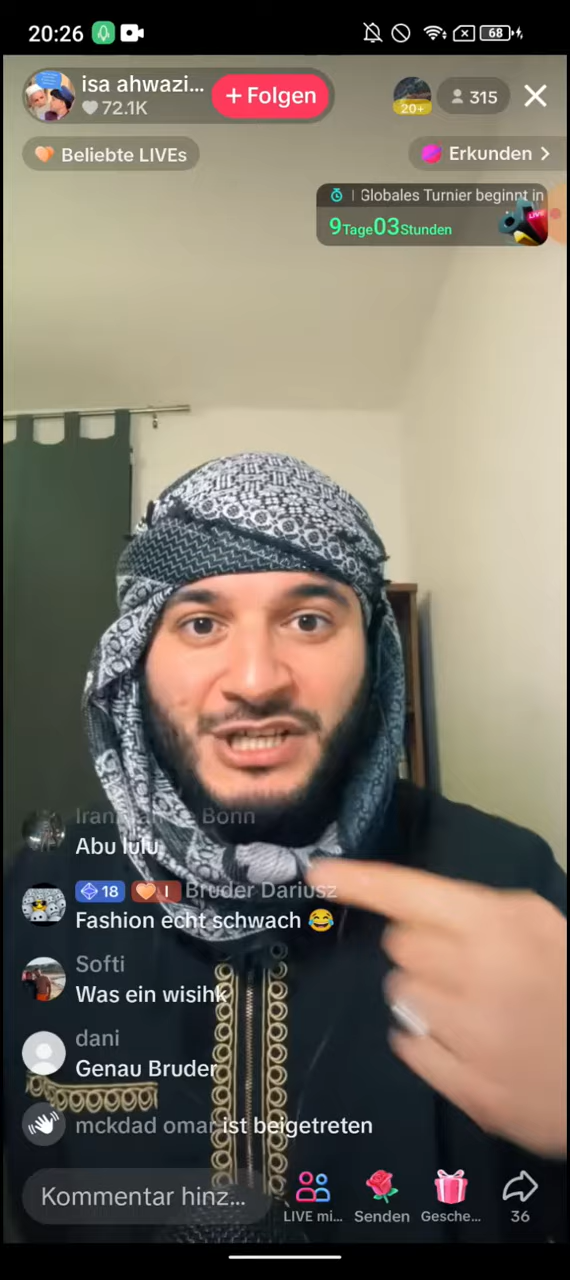 20:26
68
isa ahwazi...
+ Folgen
72.1K
20+
315
Beliebte LIVEs
Erkunden >
Globales Turnier beginnt in
9Tage03Stunden
LIVE
Bonn
Abu lulu
18 I Bruder Dariusz
Fashion echt schwach 😂
Softi
Was ein wisihk
dani
Genau Bruder
mckdad omar ist beigetreten
Kommentar hinz...
LIVE mi...
Senden
Gesche...
36